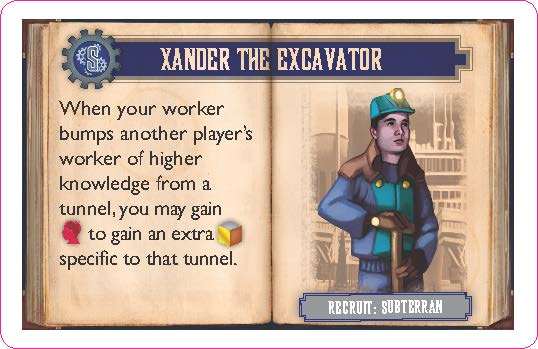 S
XANDER THE EXCAVATOR
When your worker
bumps another player's
worker of higher
knowledge from a
tunnel, you may gain
to gain an extra
specific to that tunnel.
RECRUIT: SUBTERRAN